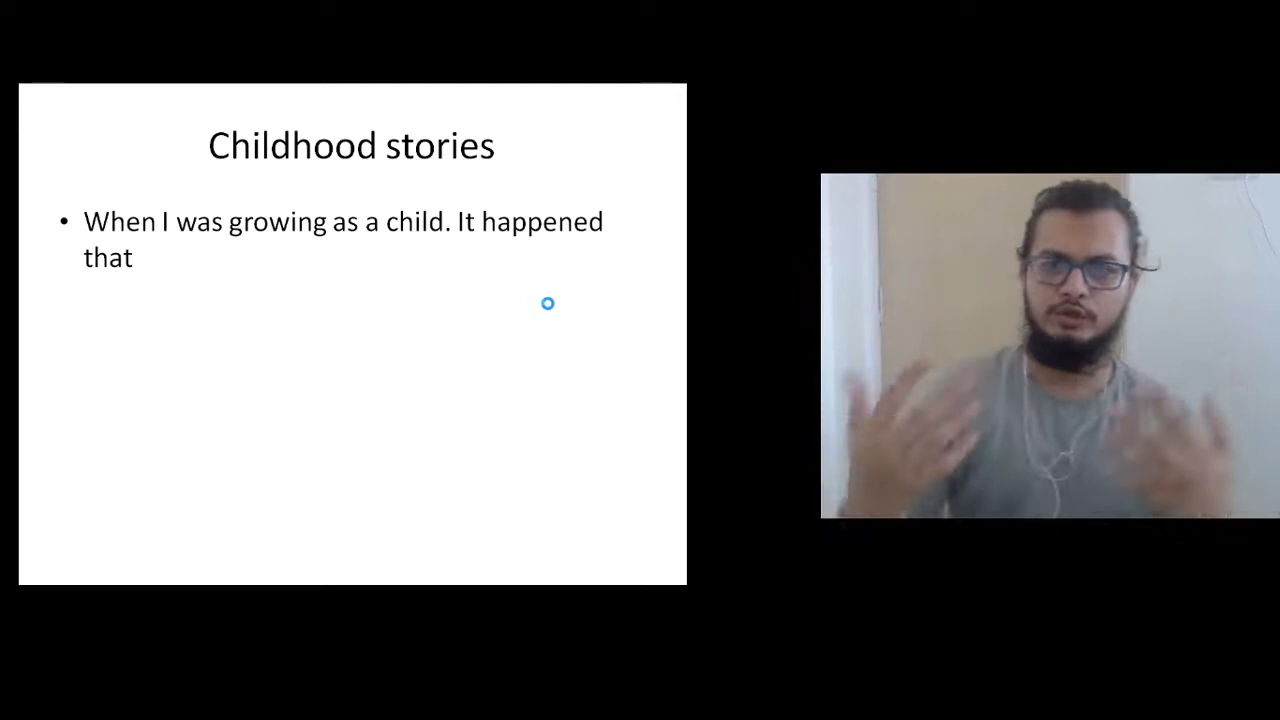 Childhood stories
• When I was growing as a child. It happened
that